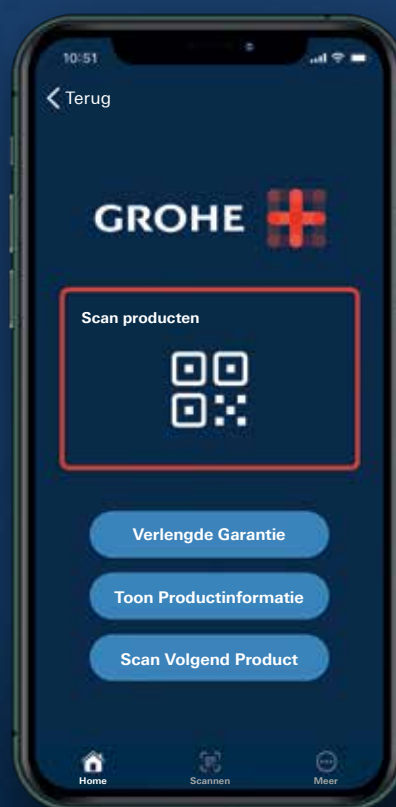 10:51
Terug
GROHE
Scan producten
Verlengde Garantie
Toon Productinformatie
Scan Volgend Product
Home
Scannen
Meer